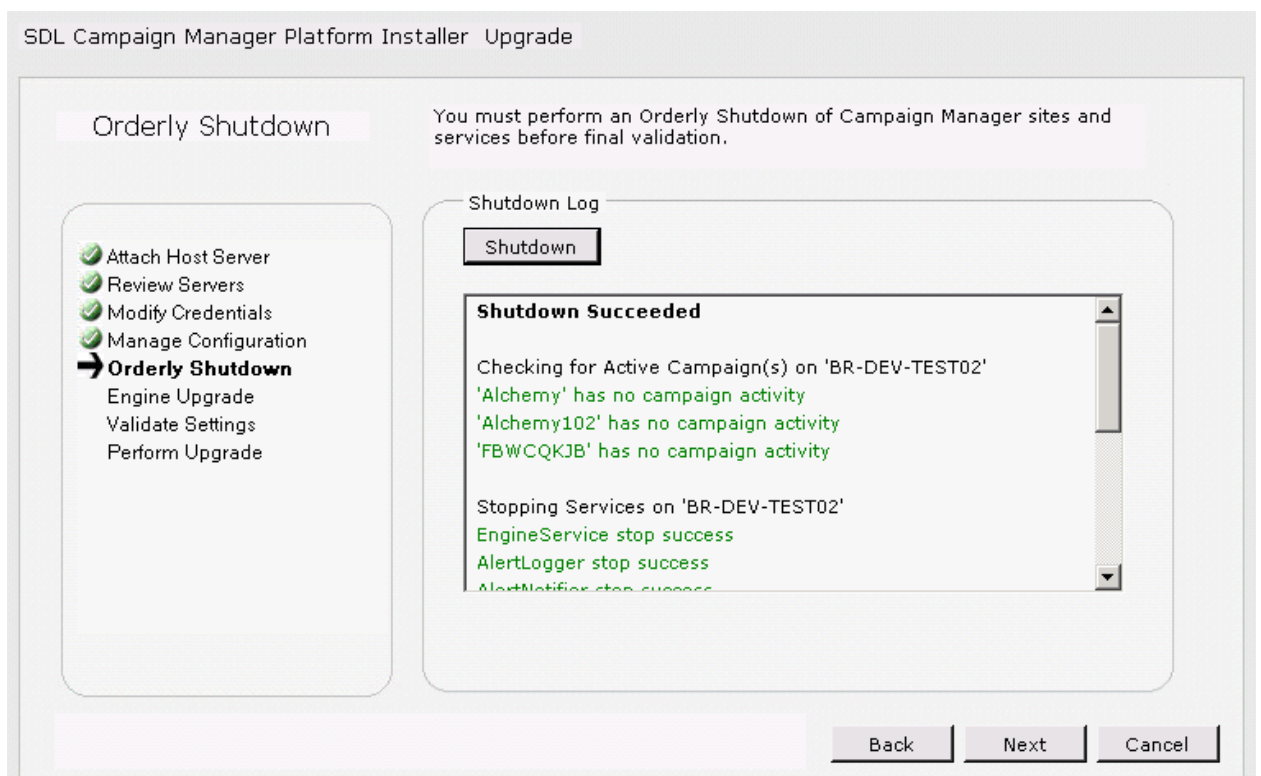 SDL Campaign Manager Platform Installer Upgrade
Orderly Shutdown
You must perform an Orderly Shutdown of Campaign Manager sites and
services before final validation.
Attach Host Server
Review Servers
Modify Credentials
Manage Configuration
Orderly Shutdown
Engine Upgrade
Validate Settings
Perform Upgrade
Shutdown Log
Shutdown
Shutdown Succeeded
Checking for Active Campaign(s) on 'BR-DEV-TEST02'
'Alchemy' has no campaign activity
'Alchemy102' has no campaign activity
'FBWCQKJB' has no campaign activity
Stopping Services on 'BR-DEV-TEST02'
EngineService stop success
AlertLogger stop success
AlertNotifier stop success
Back
Next
Cancel